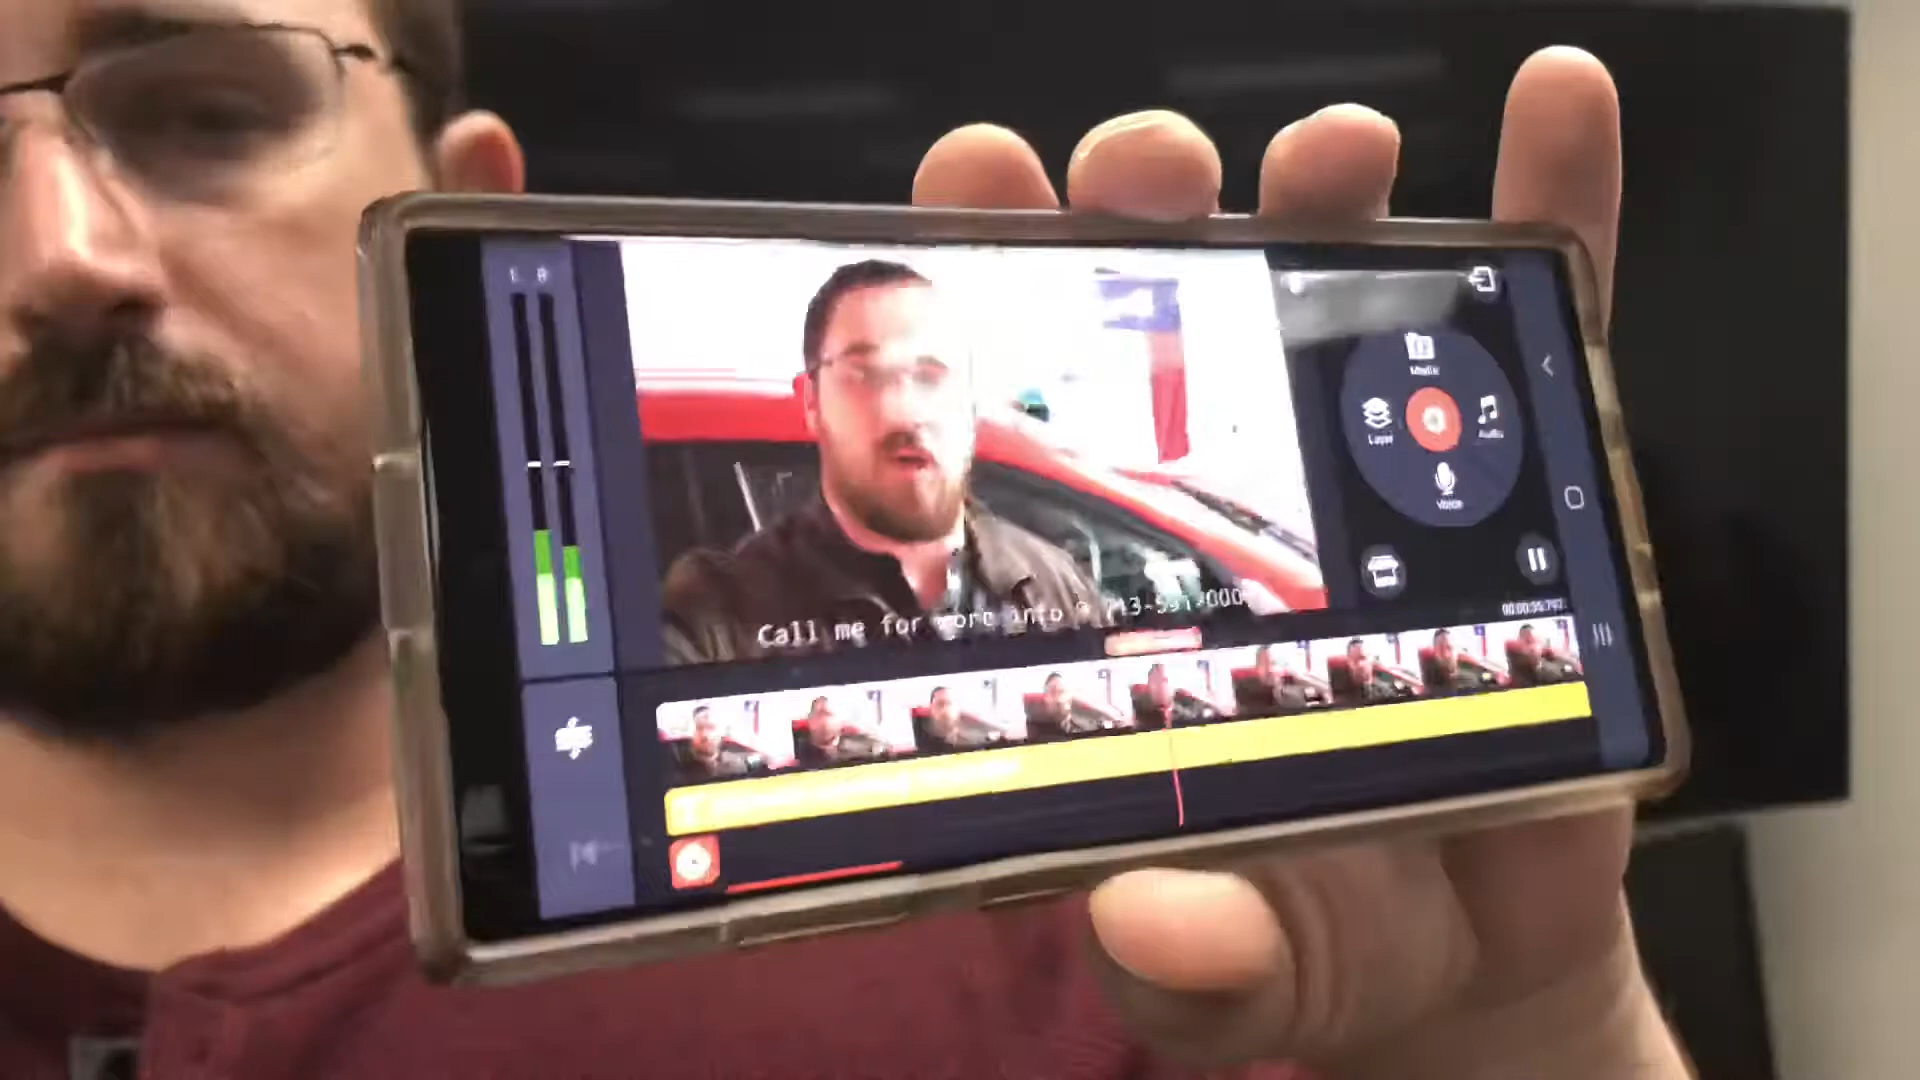 L R
Media
Layer
Audio
Voice
Call me for more info @ 713-591-000